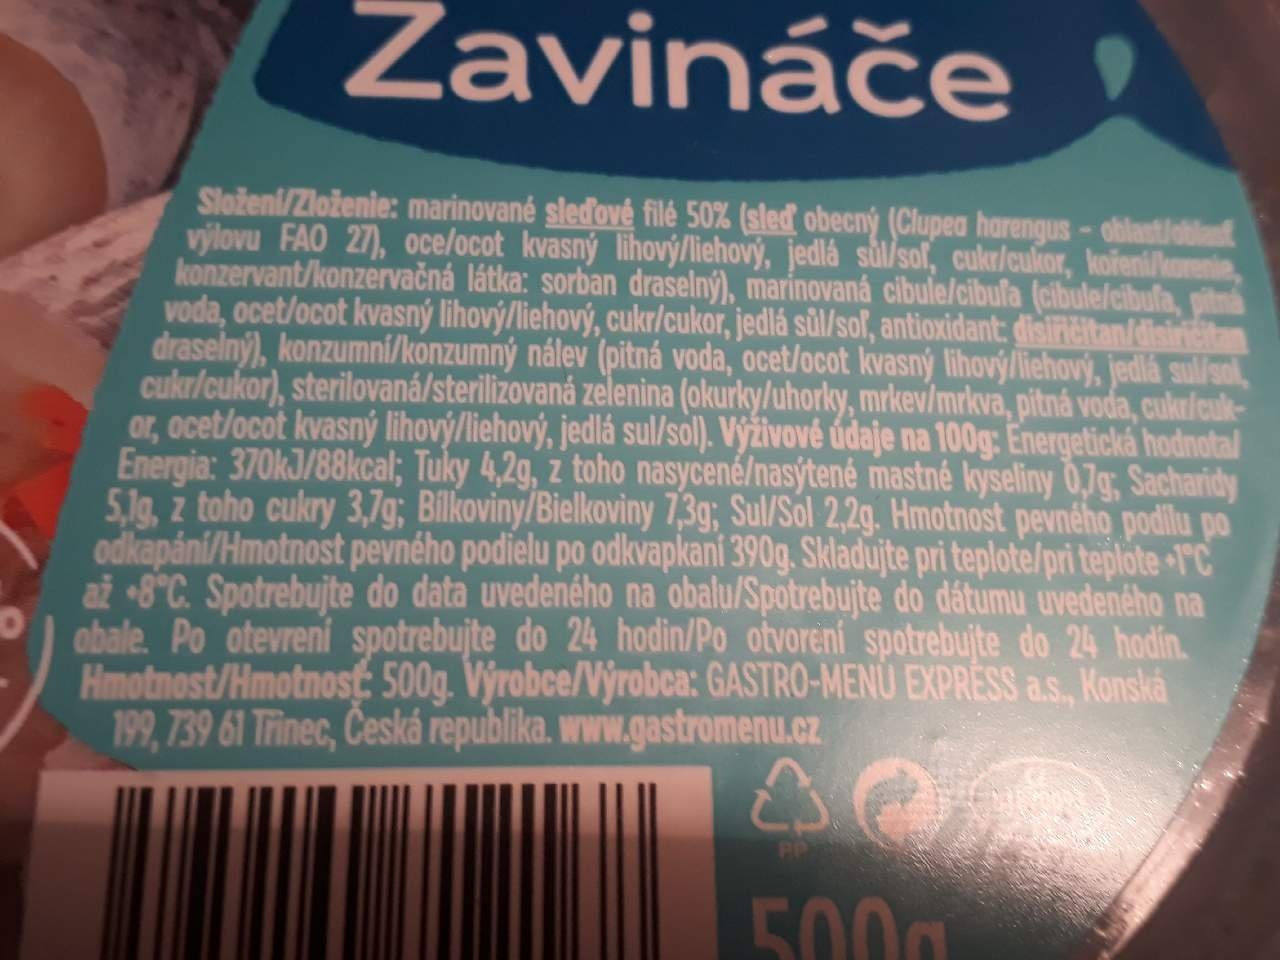 Zavináče
Složení/Zloženie: marinované sleďové filé 50% (sleď obecný (Clupea harengus - oblast/oblasť
výlovu FAO 27), oce/ocot kvasný lihový/liehový, jedlá sůl/soľ, cukr/cukor, koření/korenie,
konzervant/konzervačná látka: sorban draselný), marinovaná cibule/cibuľa (cibule/cibuľa, pitná
voda, ocet/ocot kvasný lihový/liehový, cukr/cukor, jedlá sůl/soľ, antioxidant: disiřičitan/disiričitan
draselný), konzumní/konzumný nálev (pitná voda, ocet/ocot kvasný lihový/liehový, jedlá sul/sol,
cukr/cukor), sterilovaná/sterilizovaná zelenina (okurky/uhorky, mrkev/mrkva, pitná voda, cukr/cuk-
or, ocet/ocot kvasný lihový/liehový, jedlá sul/sol). Výživové údaje na 100g: Energetická hodnotal
Energia: 370kJ/88kcal; Tuky 4,2g, z toho nasycené/nasýtené mastné kyseliny 0,7g; Sacharidy
5,1g, z toho cukry 3,7g; Bílkoviny/Bielkoviny 7,3g; Sul/Sol 2,2g. Hmotnost pevného podílu po
odkapání/Hmotnost pevného podielu po odkvapkaní 390g. Skladujte pri teplote/pri teplote +1°C
až +8°C. Spotrebujte do data uvedeného na obalu/Spotrebujte do dátumu uvedeného na
obale. Po otevrení spotrebujte do 24 hodin/Po otvorení spotrebujte do 24 hodín.
Hmotnost/Hmotnosť: 500g. Výrobce/Výrobca: GASTRO-MENU EXPRESS a.s., Konská
199, 739 61 Třinec, Česká republika. www.gastromenu.cz
PP
500g